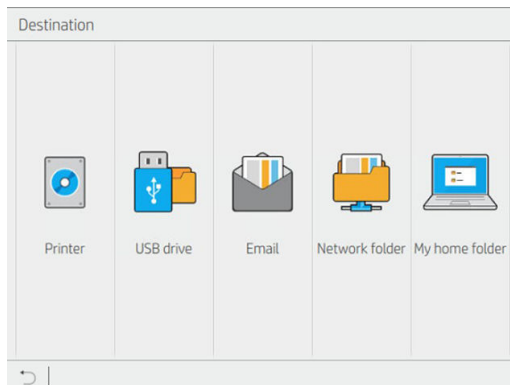 Destination
Printer
USB drive
Email
Network folder
My home folder